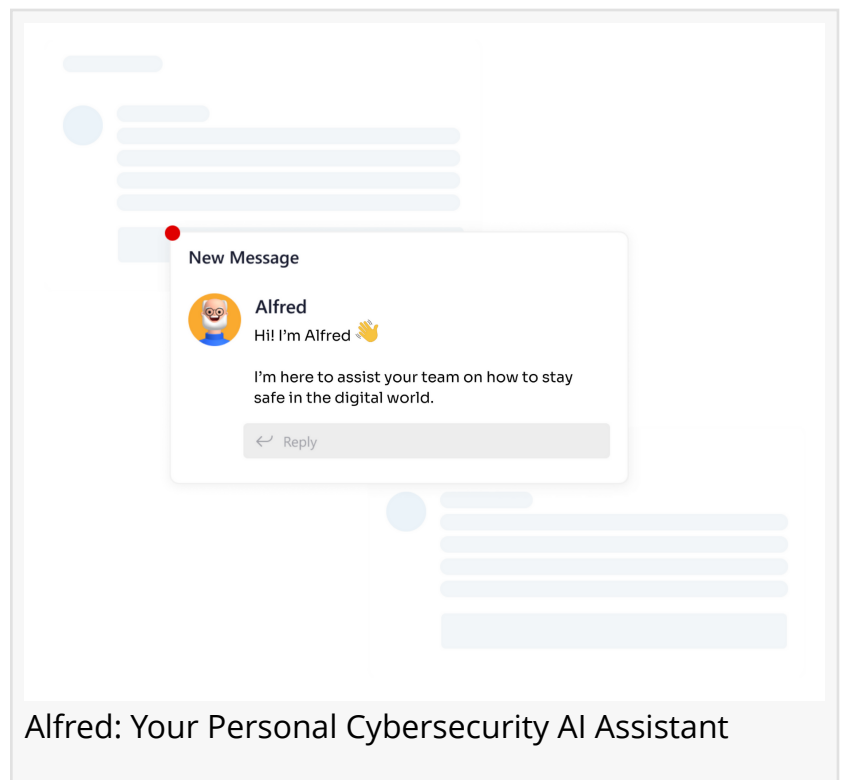 New Message
Alfred
Hi! I’m Alfred 👋
I’m here to assist your team on how to stay
safe in the digital world.
Reply
Alfred: Your Personal Cybersecurity AI Assistant